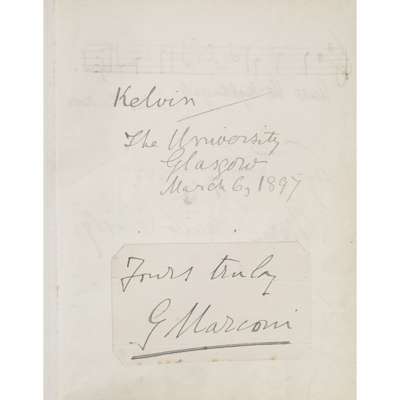 Kelvin
The University
Glasgow
March 6, 1897
Yours truly
G Marconi